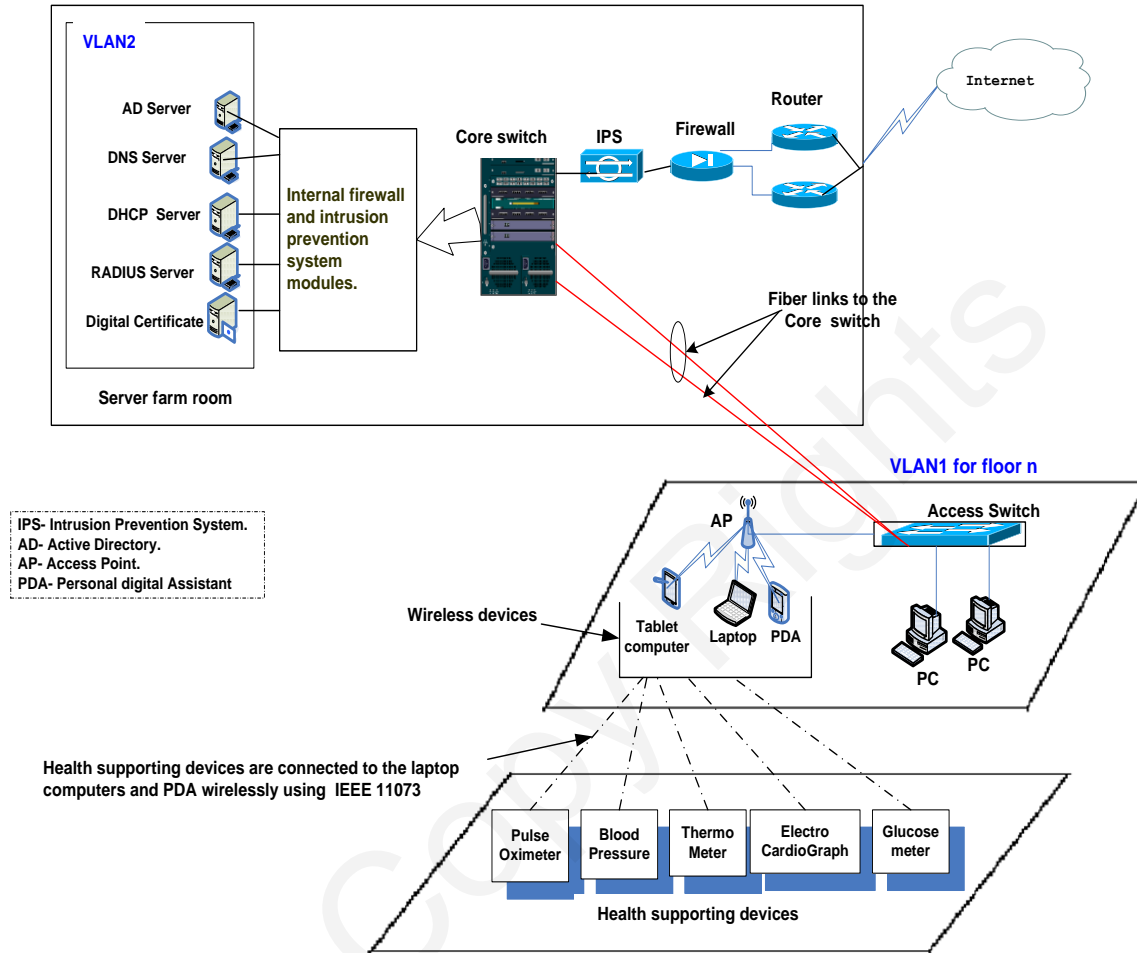 VLAN2
AD Server
DNS Server
DHCP Server
RADIUS Server
Digital Certificate
Server farm room
Internal firewall
and intrusion
prevention
system
modules.
Core switch
IPS
Firewall
Router
Internet
Fiber links to the
Core switch
VLAN1 for floor n
IPS- Intrusion Prevention System.
AD- Active Directory.
AP- Access Point.
PDA- Personal digital Assistant
AP
Access Switch
Wireless devices
Tablet
computer
Laptop
PDA
PC
PC
Health supporting devices are connected to the laptop
computers and PDA wirelessly using IEEE 11073
Pulse
Oximeter
Blood
Pressure
Thermo
Meter
Electro
CardioGraph
Glucose
meter
Health supporting devices
Copy Rights